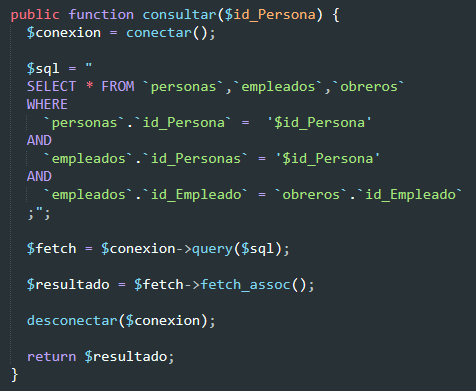 public function consultar($id_Persona) {
  $conexion = conectar();

  $sql = "
  SELECT * FROM `personas`,`empleados`,`obreros`
  WHERE
    `personas`.`id_Persona` =  '$id_Persona'
  AND
    `empleados`.`id_Personas` = '$id_Persona'
  AND
    `empleados`.`id_Empleado` = `obreros`.`id_Empleado`
  ;";

  $fetch = $conexion->query($sql);

  $resultado = $fetch->fetch_assoc();

  desconectar($conexion);

  return $resultado;
}